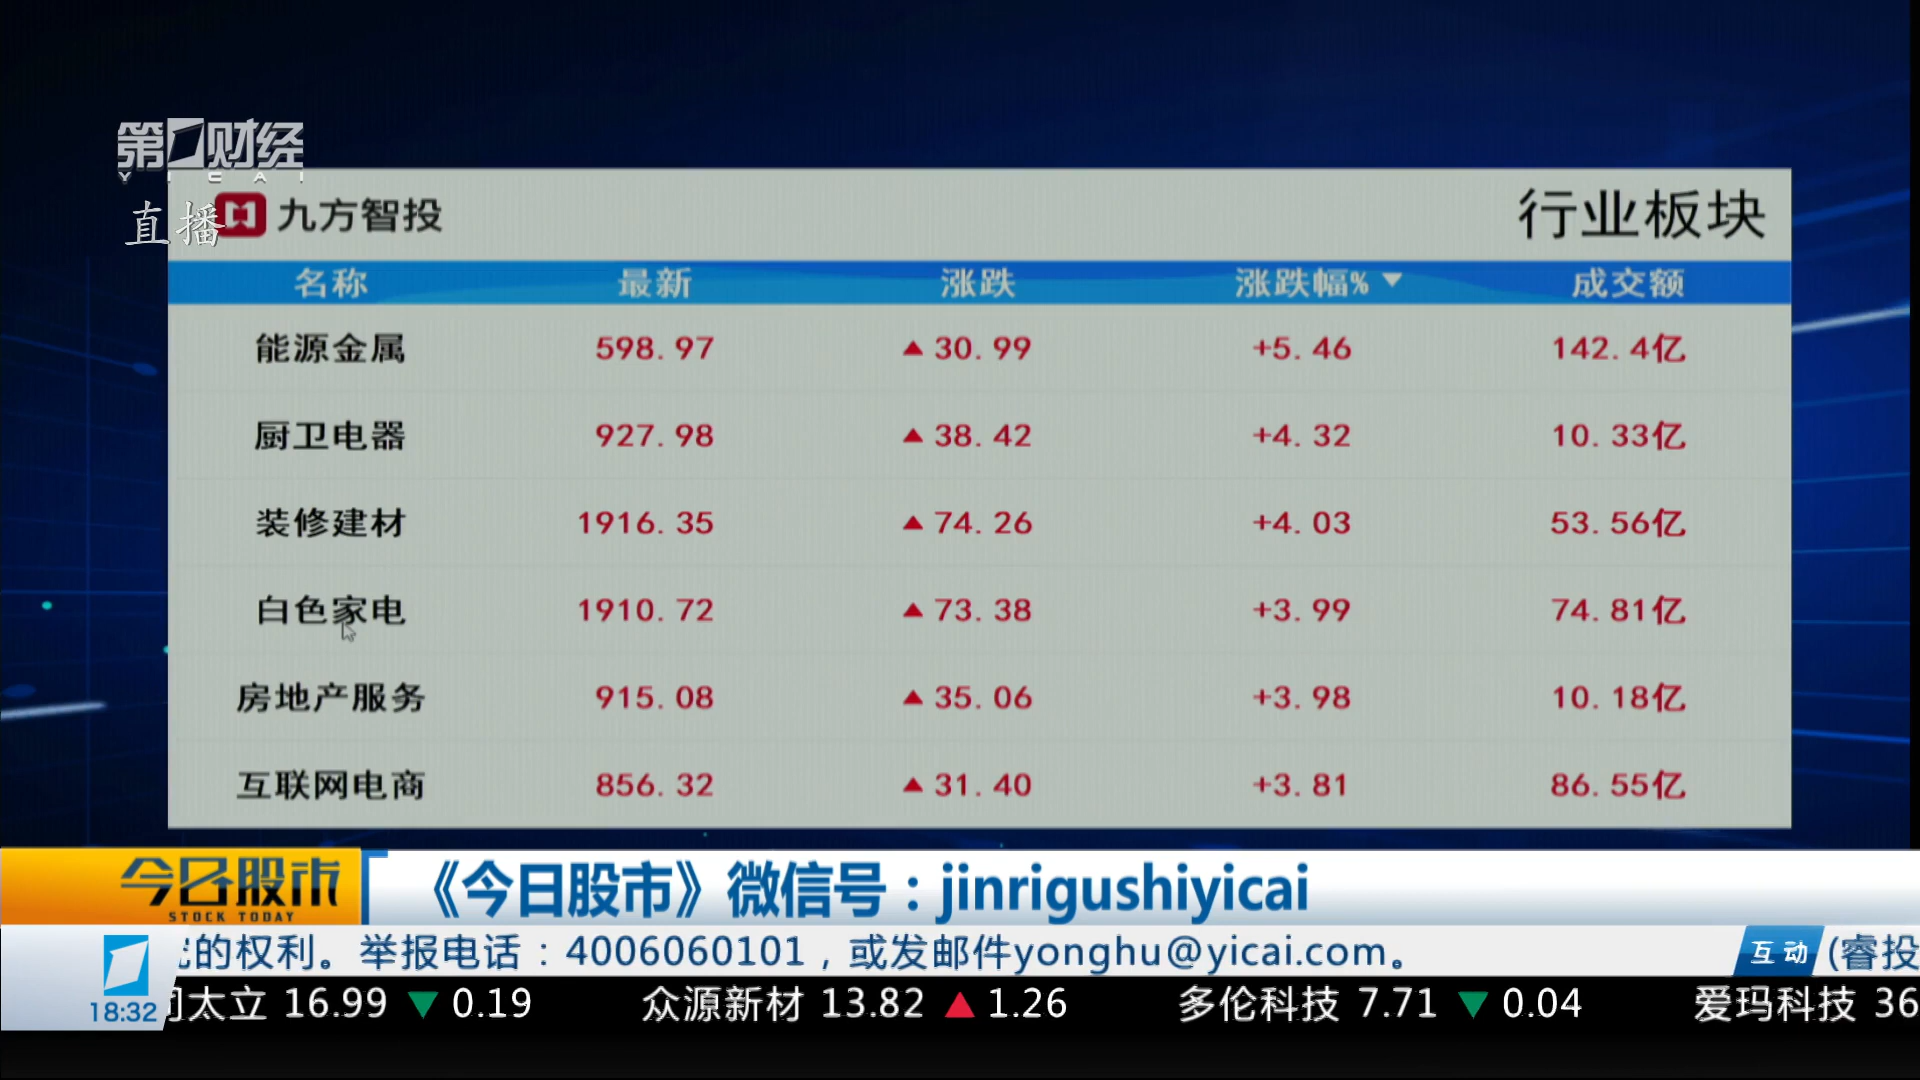 第一财经
YICAI
直播
九方智投
行业板块
名称 最新 涨跌 涨跌幅% ▼ 成交额
能源金属 598.97 ▲ 30.99 +5.46 142.4亿
厨卫电器 927.98 ▲ 38.42 +4.32 10.33亿
装修建材 1916.35 ▲ 74.26 +4.03 53.56亿
白色家电 1910.72 ▲ 73.38 +3.99 74.81亿
房地产服务 915.08 ▲ 35.06 +3.98 10.18亿
互联网电商 856.32 ▲ 31.40 +3.81 86.55亿
今日股市
STOCK TODAY
《今日股市》微信号：jinrigushiyicai
的权利。举报电话：4006060101，或发邮件yonghu@yicai.com。 互动 (睿投
18:32
太立 16.99 ▼ 0.19 众源新材 13.82 ▲ 1.26 多伦科技 7.71 ▼ 0.04 爱玛科技 36